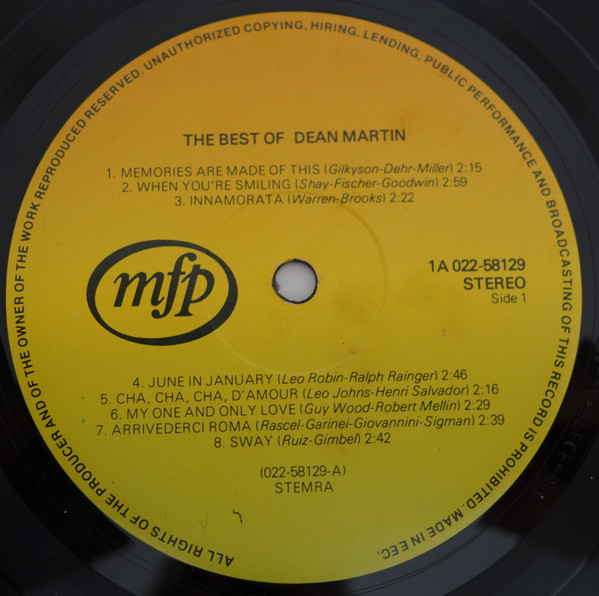 ALL RIGHTS OF THE PRODUCER AND OF THE OWNER OF THE WORK REPRODUCED RESERVED. UNAUTHORIZED COPYING, HIRING, LENDING, PUBLIC PERFORMANCE AND BROADCASTING OF THIS RECORD IS PROHIBITED. MADE IN EEC.
THE BEST OF DEAN MARTIN
1. MEMORIES ARE MADE OF THIS (Gilkyson-Dehr-Miller) 2:15
2. WHEN YOU'RE SMILING (Shay-Fischer-Goodwin) 2:59
3. INNAMORATA (Warren-Brooks) 2:22
mfp
1A 022-58129
STEREO
Side 1
4. JUNE IN JANUARY (Leo Robin-Ralph Rainger) 2:46
5. CHA, CHA, CHA, D'AMOUR (Leo Johns-Henri Salvador) 2:16
6. MY ONE AND ONLY LOVE (Guy Wood-Robert Mellin) 2:29
7. ARRIVEDERCI ROMA (Rascel-Garinei-Giovannini-Sigman) 2:39
8. SWAY (Ruiz-Gimbel) 2:42
(022-58129-A)
STEMRA